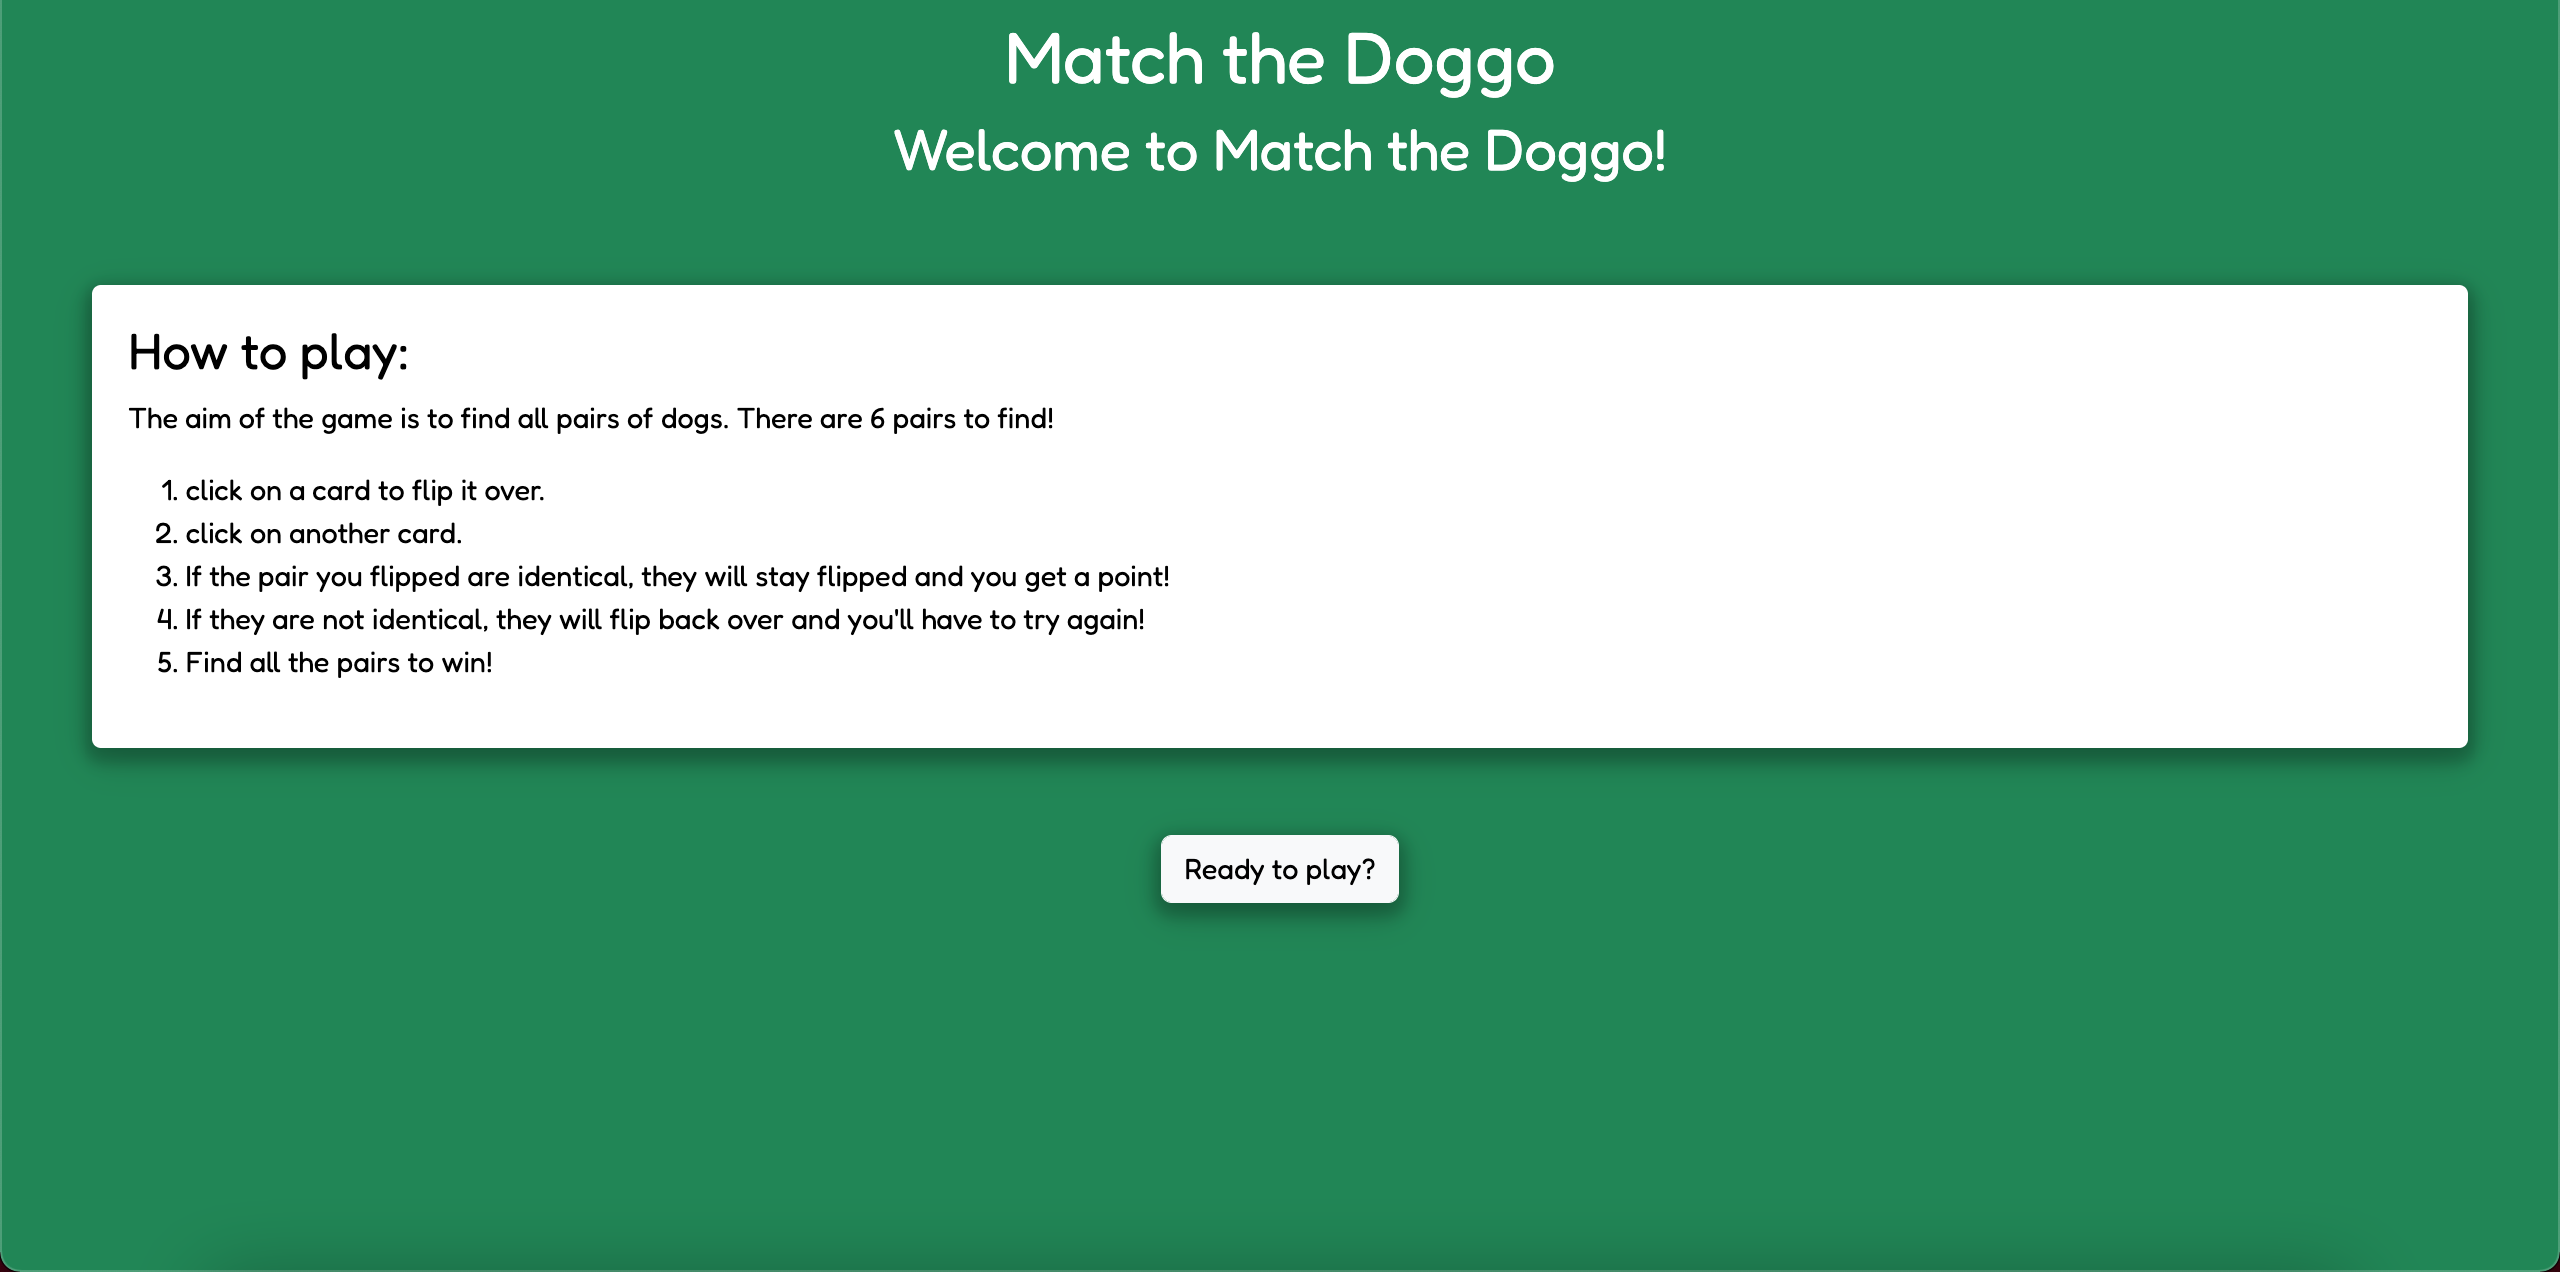 Match the Doggo
Welcome to Match the Doggo!
How to play:
The aim of the game is to find all pairs of dogs. There are 6 pairs to find!
1. click on a card to flip it over.
2. click on another card.
3. If the pair you flipped are identical, they will stay flipped and you get a point!
4. If they are not identical, they will flip back over and you'll have to try again!
5. Find all the pairs to win!
Ready to play?